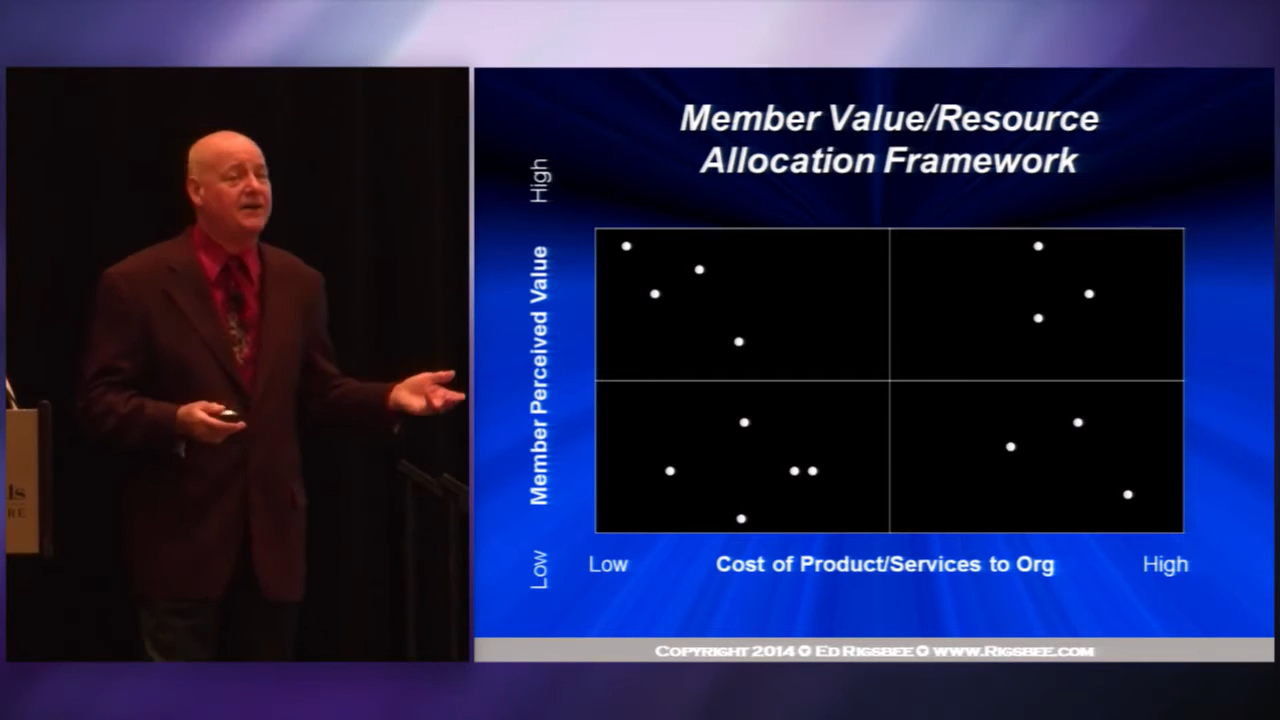 Member Value/Resource
Allocation Framework
High
Member Perceived Value
Low
Low
Cost of Product/Services to Org
High
COPYRIGHT 2014 © ED RIGSBEE © WWW.RIGSBEE.COM